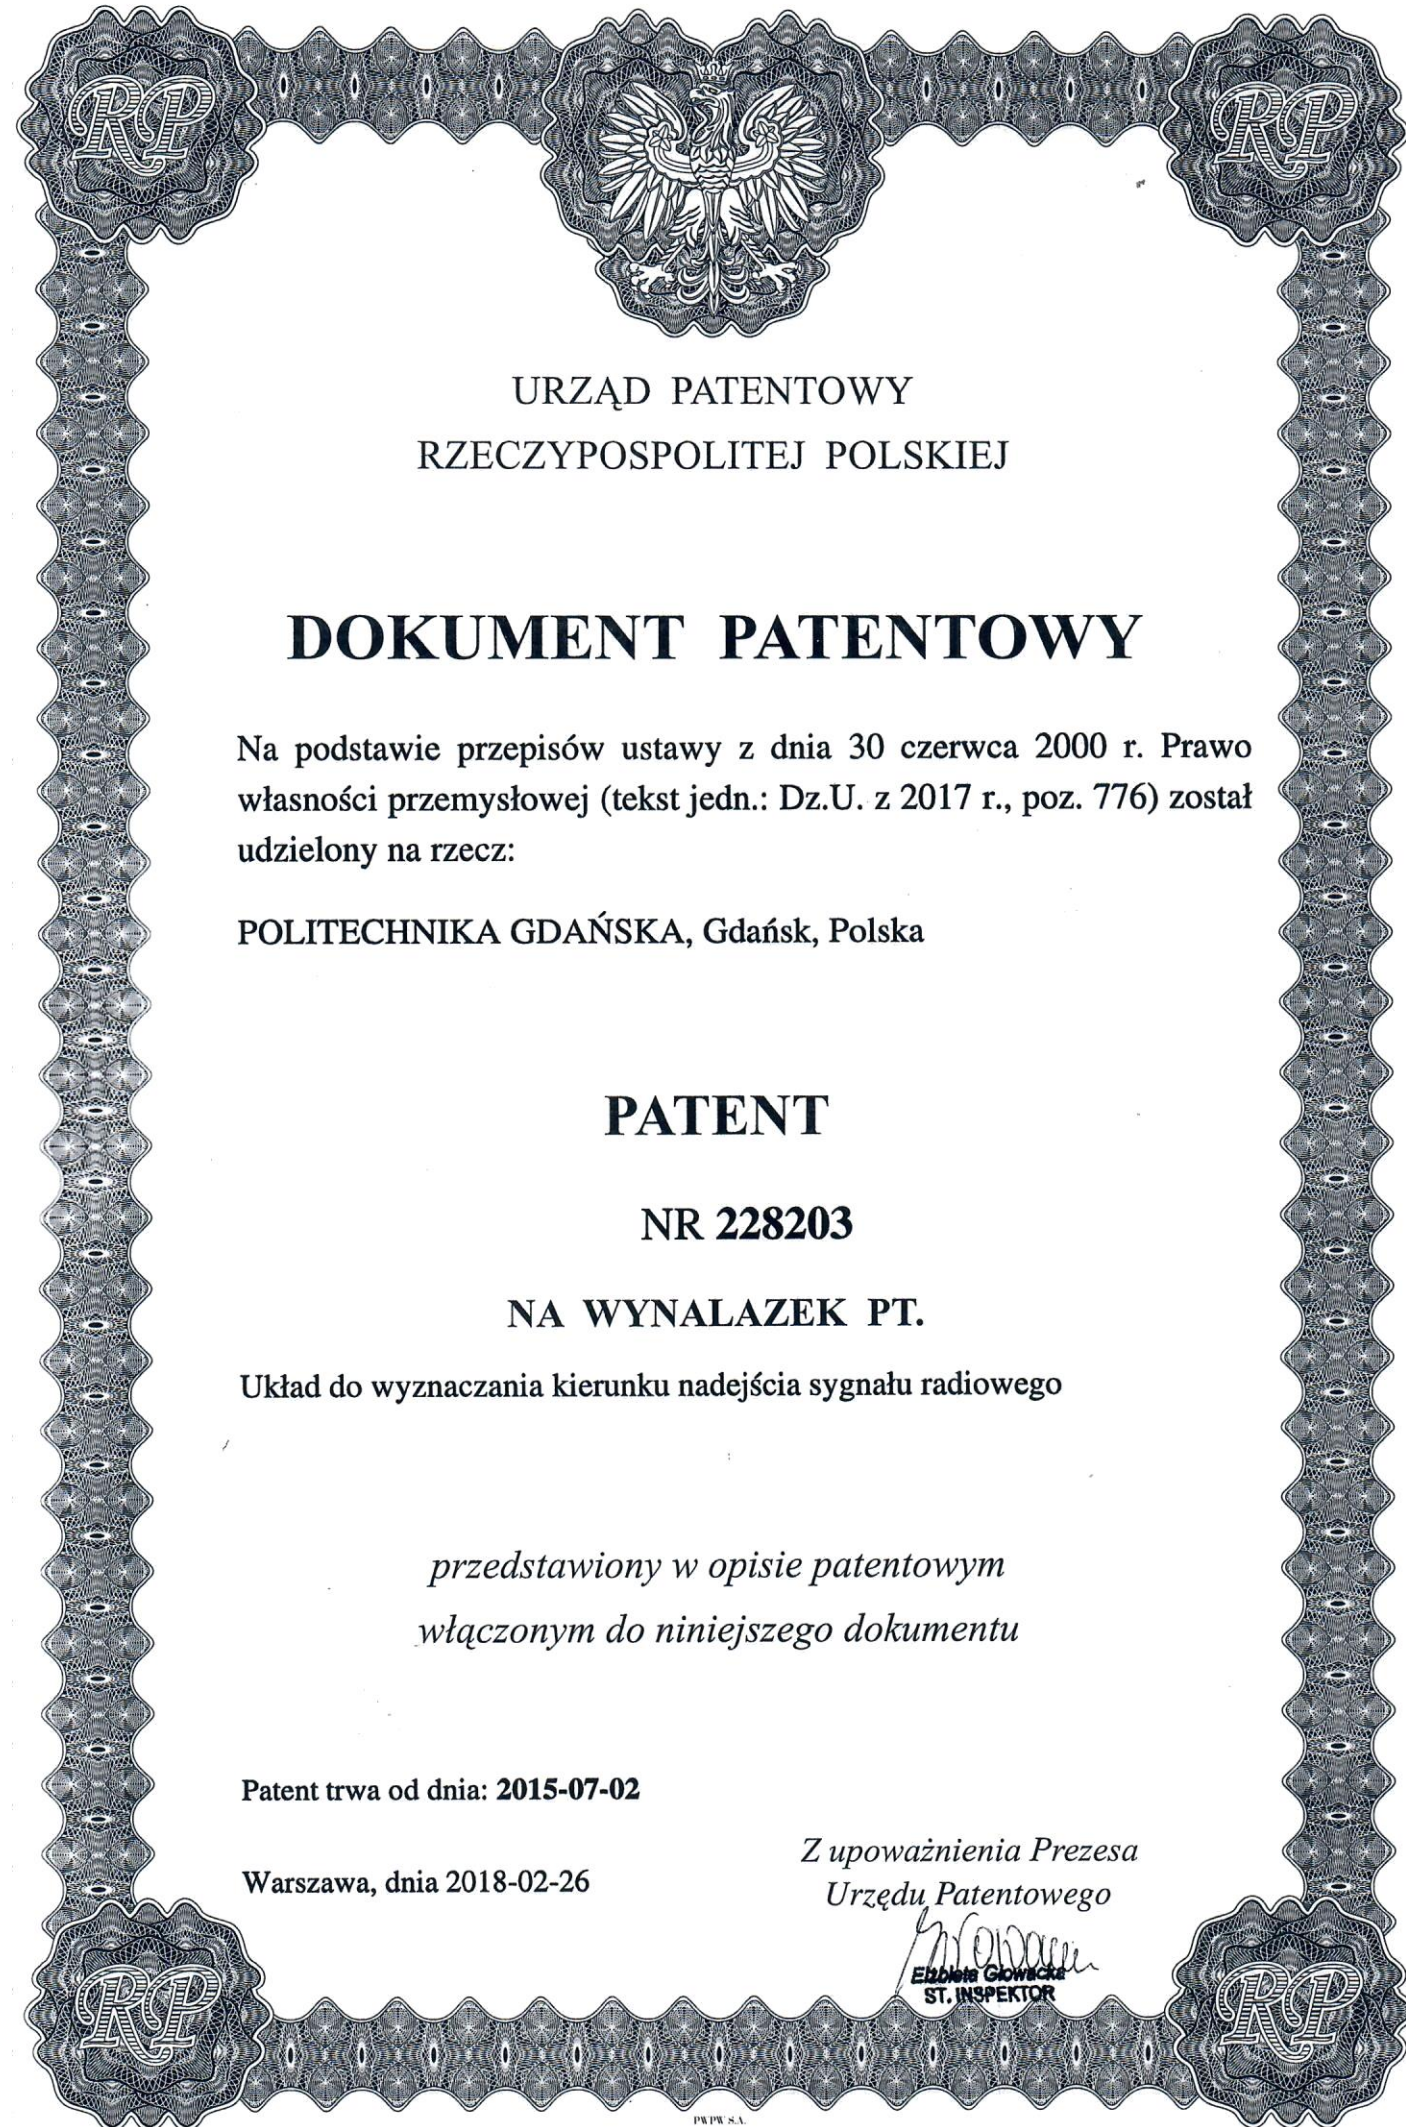 RP
RP
URZĄD PATENTOWY
RZECZYPOSPOLITEJ POLSKIEJ
DOKUMENT PATENTOWY
Na podstawie przepisów ustawy z dnia 30 czerwca 2000 r. Prawo
własności przemysłowej (tekst jedn.: Dz.U. z 2017 r., poz. 776) został
udzielony na rzecz:
POLITECHNIKA GDAŃSKA, Gdańsk, Polska
PATENT
NR 228203
NA WYNALAZEK PT.
Układ do wyznaczania kierunku nadejścia sygnału radiowego
przedstawiony w opisie patentowym
włączonym do niniejszego dokumentu
Patent trwa od dnia: 2015-07-02
Warszawa, dnia 2018-02-26
Z upoważnienia Prezesa
Urzędu Patentowego
Elżbieta Głowacka
ST. INSPEKTOR
RP
RP
PWPW S.A.